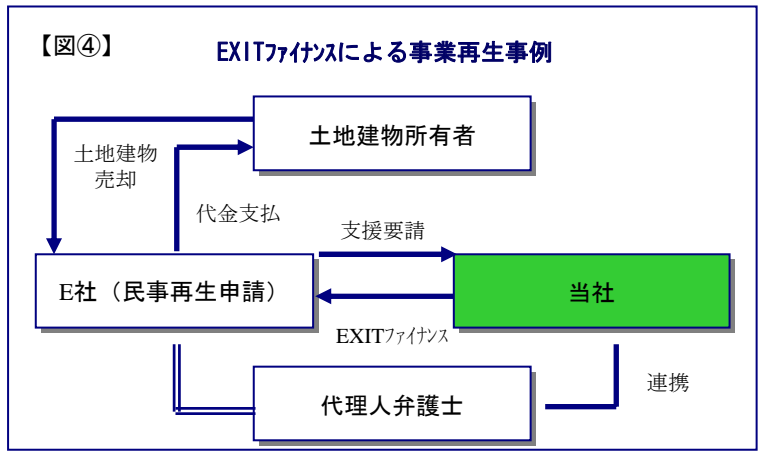 【図④】
EXITファイナンスによる事業再生事例
土地建物所有者
土地建物
売却
代金支払
支援要請
E社（民事再生申請）
当社
EXITファイナンス
連携
代理人弁護士